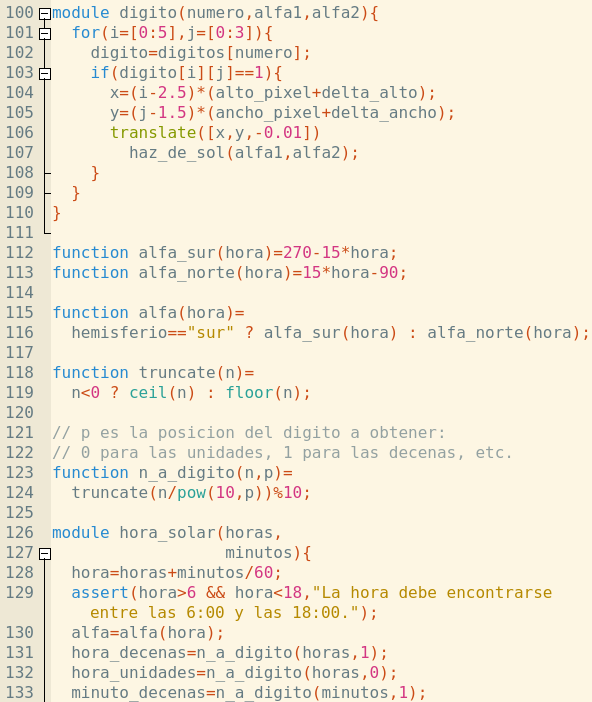 100 module digito(numero,alfa1,alfa2){
101   for(i=[0:5],j=[0:3]){
102     digito=digitos[numero];
103     if(digito[i][j]==1){
104       x=(i-2.5)*(alto_pixel+delta_alto);
105       y=(j-1.5)*(ancho_pixel+delta_ancho);
106       translate([x,y,-0.01])
107         haz_de_sol(alfa1,alfa2);
108     }
109   }
110 }
111
112 function alfa_sur(hora)=270-15*hora;
113 function alfa_norte(hora)=15*hora-90;
114
115 function alfa(hora)=
116   hemisferio=="sur" ? alfa_sur(hora) : alfa_norte(hora);
117
118 function truncate(n)=
119   n<0 ? ceil(n) : floor(n);
120
121 // p es la posicion del digito a obtener:
122 // 0 para las unidades, 1 para las decenas, etc.
123 function n_a_digito(n,p)=
124   truncate(n/pow(10,p))%10;
125
126 module hora_solar(horas,
127                   minutos){
128   hora=horas+minutos/60;
129   assert(hora>6 && hora<18,"La hora debe encontrarse
    entre las 6:00 y las 18:00.");
130   alfa=alfa(hora);
131   hora_decenas=n_a_digito(horas,1);
132   hora_unidades=n_a_digito(horas,0);
133   minuto_decenas=n_a_digito(minutos,1);